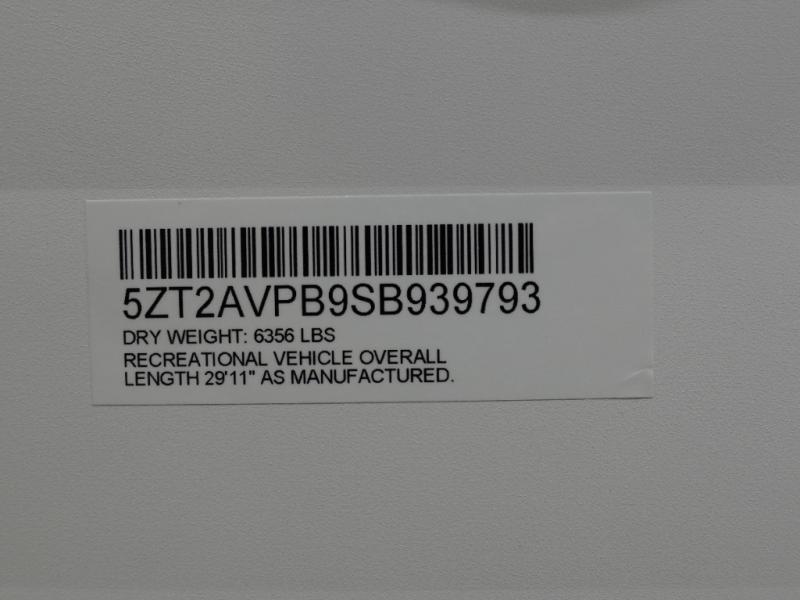 5ZT2AVPB9SB939793
DRY WEIGHT: 6356 LBS
RECREATIONAL VEHICLE OVERALL
LENGTH 29'11" AS MANUFACTURED.